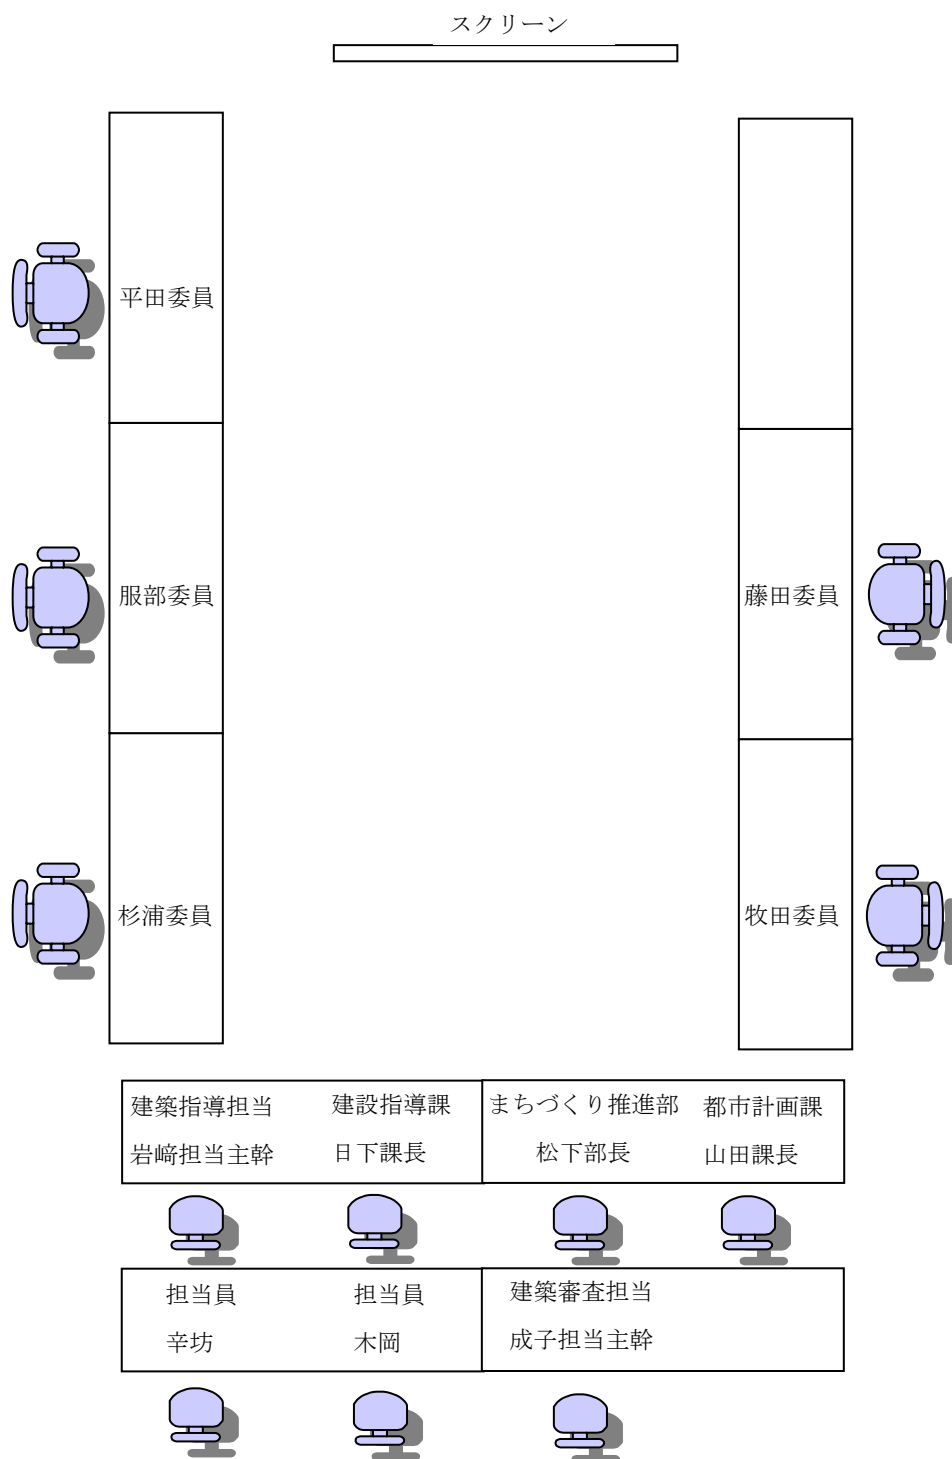 スクリーン
平田委員
服部委員
藤田委員
杉浦委員
牧田委員
建築指導担当
岩﨑担当主幹
建設指導課
日下課長
まちづくり推進部
松下部長
都市計画課
山田課長
担当員
辛坊
担当員
木岡
建築審査担当
成子担当主幹